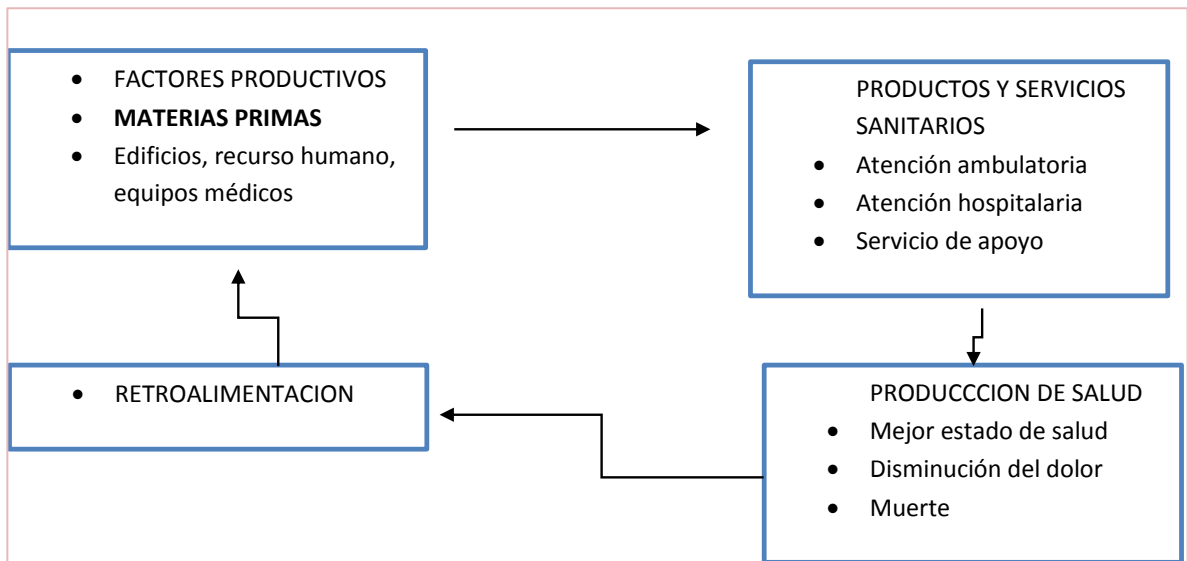 • FACTORES PRODUCTIVOS
• MATERIAS PRIMAS
• Edificios, recurso humano,
equipos médicos
PRODUCTOS Y SERVICIOS
SANITARIOS
• Atención ambulatoria
• Atención hospitalaria
• Servicio de apoyo
• RETROALIMENTACION
PRODUCCCION DE SALUD
• Mejor estado de salud
• Disminución del dolor
• Muerte